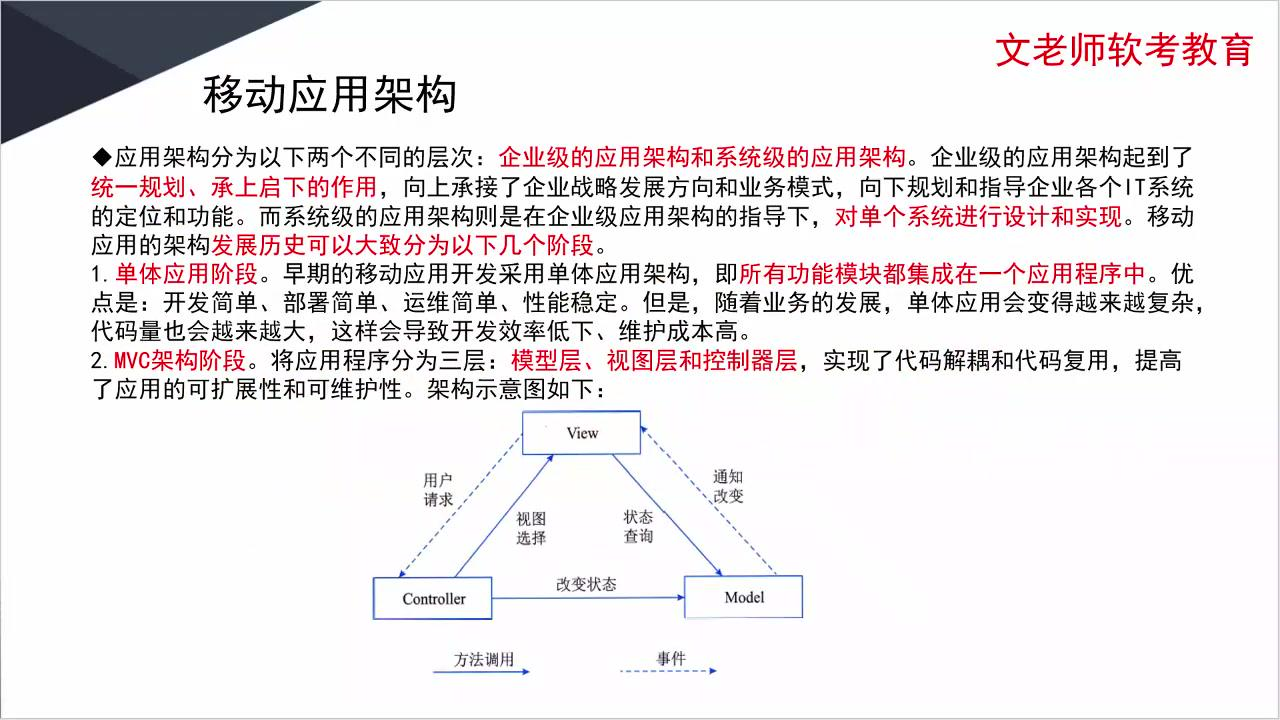 文老师软考教育
移动应用架构
◆应用架构分为以下两个不同的层次：企业级的应用架构和系统级的应用架构。企业级的应用架构起到了
统一规划、承上启下的作用，向上承接了企业战略发展方向和业务模式，向下规划和指导企业各个IT系统
的定位和功能。而系统级的应用架构则是在企业级应用架构的指导下，对单个系统进行设计和实现。移动
应用的架构发展历史可以大致分为以下几个阶段。
1.单体应用阶段。早期的移动应用开发采用单体应用架构，即所有功能模块都集成在一个应用程序中。优
点是：开发简单、部署简单、运维简单、性能稳定。但是，随着业务的发展，单体应用会变得越来越复杂，
代码量也会越来越大，这样会导致开发效率低下、维护成本高。
2.MVC架构阶段。将应用程序分为三层：模型层、视图层和控制器层，实现了代码解耦和代码复用，提高
了应用的可扩展性和可维护性。架构示意图如下：
View
用户
请求
通知
改变
视图
选择
状态
查询
改变状态
Controller
Model
方法调用
事件